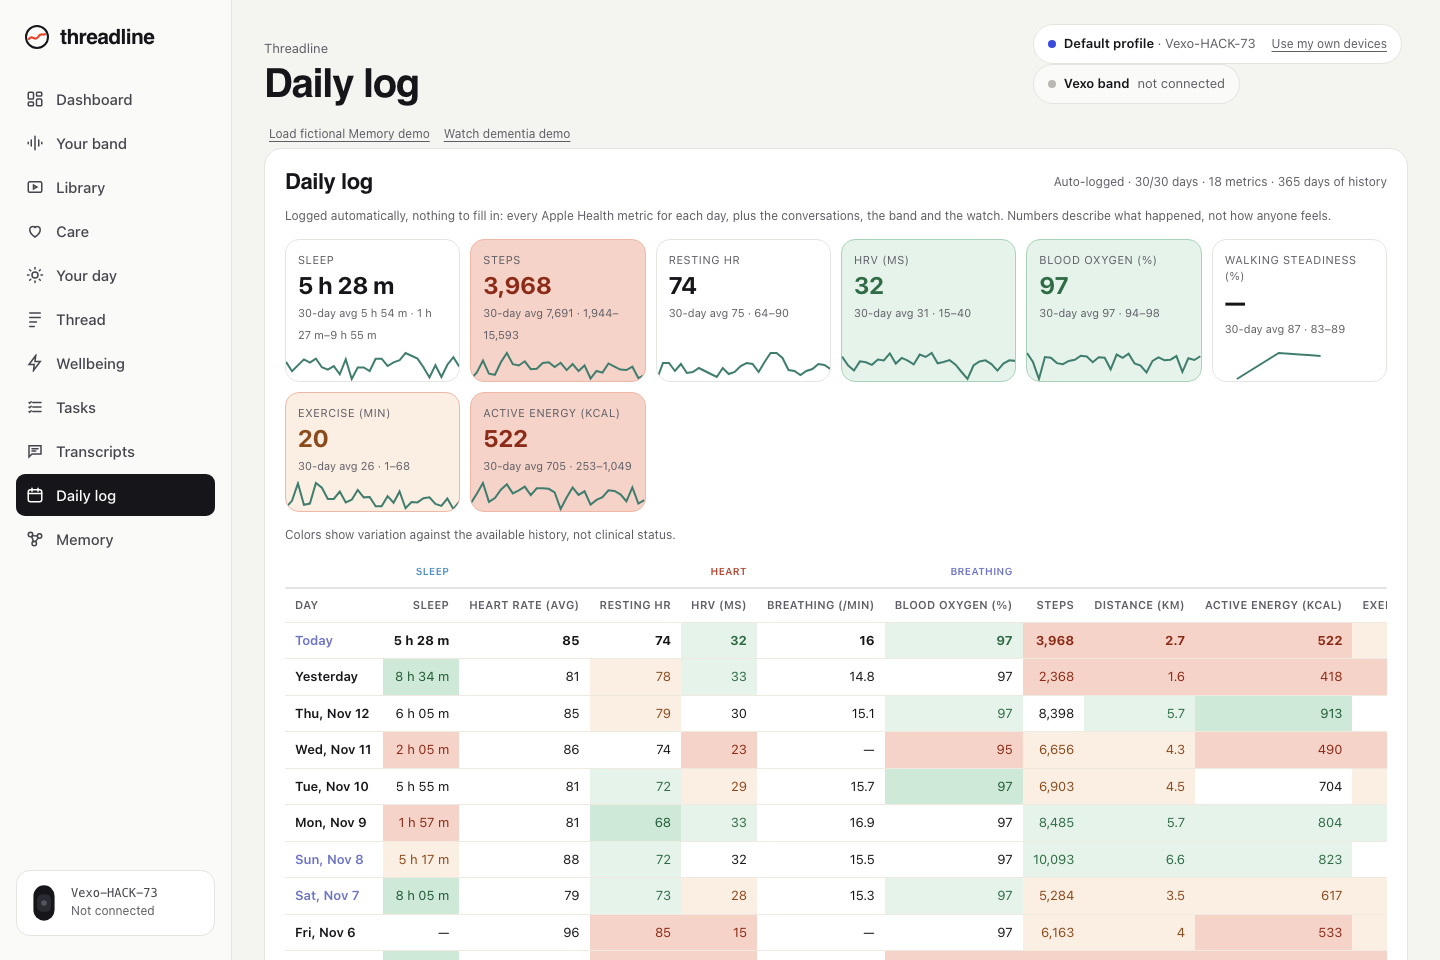 threadline
Dashboard
Your band
Library
Care
Your day
Thread
Wellbeing
Tasks
Transcripts
Daily log
Memory
Vexo-HACK-73
Not connected
Threadline
Daily log
Default profile · Vexo-HACK-73 Use my own devices
Vexo band not connected
Load fictional Memory demo Watch dementia demo
Daily log
Auto-logged · 30/30 days · 18 metrics · 365 days of history
Logged automatically, nothing to fill in: every Apple Health metric for each day, plus the conversations, the band and the watch. Numbers describe what happened, not how anyone feels.
SLEEP
5 h 28 m
30-day avg 5 h 54 m · 1 h
27 m–9 h 55 m
STEPS
3,968
30-day avg 7,691 · 1,944–
15,593
RESTING HR
74
30-day avg 75 · 64–90
HRV (MS)
32
30-day avg 31 · 15–40
BLOOD OXYGEN (%)
97
30-day avg 97 · 94–98
WALKING STEADINESS
(%)
—
30-day avg 87 · 83–89
EXERCISE (MIN)
20
30-day avg 26 · 1–68
ACTIVE ENERGY (KCAL)
522
30-day avg 705 · 253–1,049
Colors show variation against the available history, not clinical status.
SLEEP HEART BREATHING
DAY SLEEP HEART RATE (AVG) RESTING HR HRV (MS) BREATHING (/MIN) BLOOD OXYGEN (%) STEPS DISTANCE (KM) ACTIVE ENERGY (KCAL)
Today 5 h 28 m 85 74 32 16 97 3,968 2.7 522
Yesterday 8 h 34 m 81 78 33 14.8 97 2,368 1.6 418
Thu, Nov 12 6 h 05 m 85 79 30 15.1 97 8,398 5.7 913
Wed, Nov 11 2 h 05 m 86 74 23 — 95 6,656 4.3 490
Tue, Nov 10 5 h 55 m 81 72 29 15.7 97 6,903 4.5 704
Mon, Nov 9 1 h 57 m 81 68 33 16.9 97 8,485 5.7 804
Sun, Nov 8 5 h 17 m 88 72 32 15.5 97 10,093 6.6 823
Sat, Nov 7 8 h 05 m 79 73 28 15.3 97 5,284 3.5 617
Fri, Nov 6 — 96 85 15 — 97 6,163 4 533